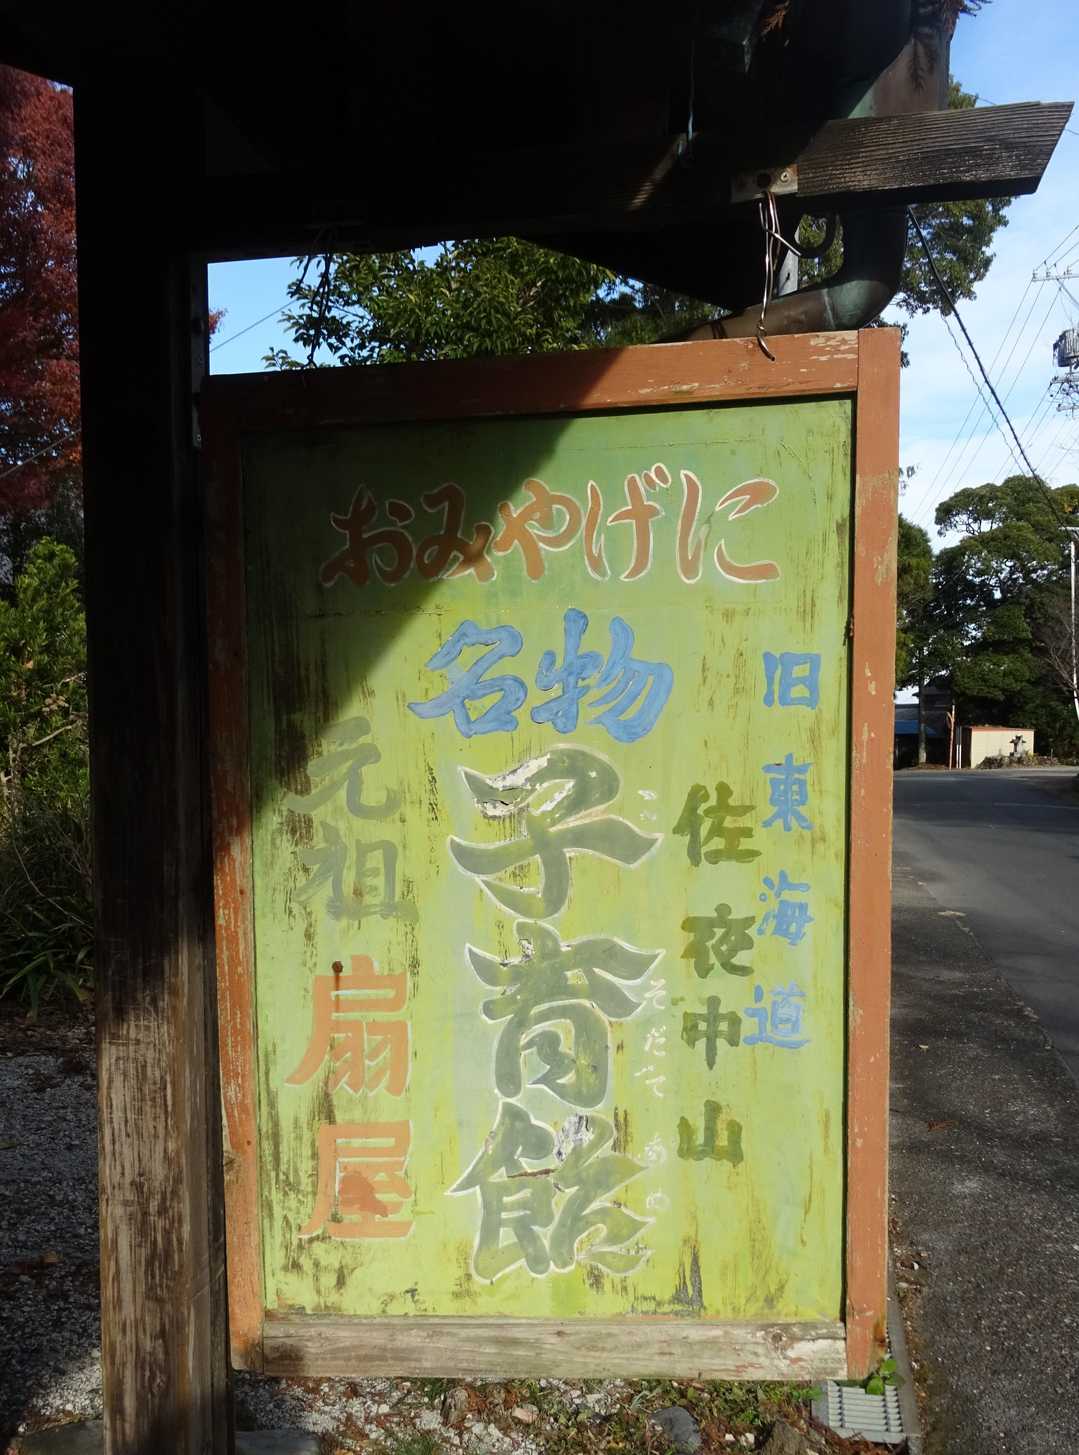 おみやげに
名物
旧東海道
佐夜中山
こそだてあめ
子育飴
元祖
扇屋